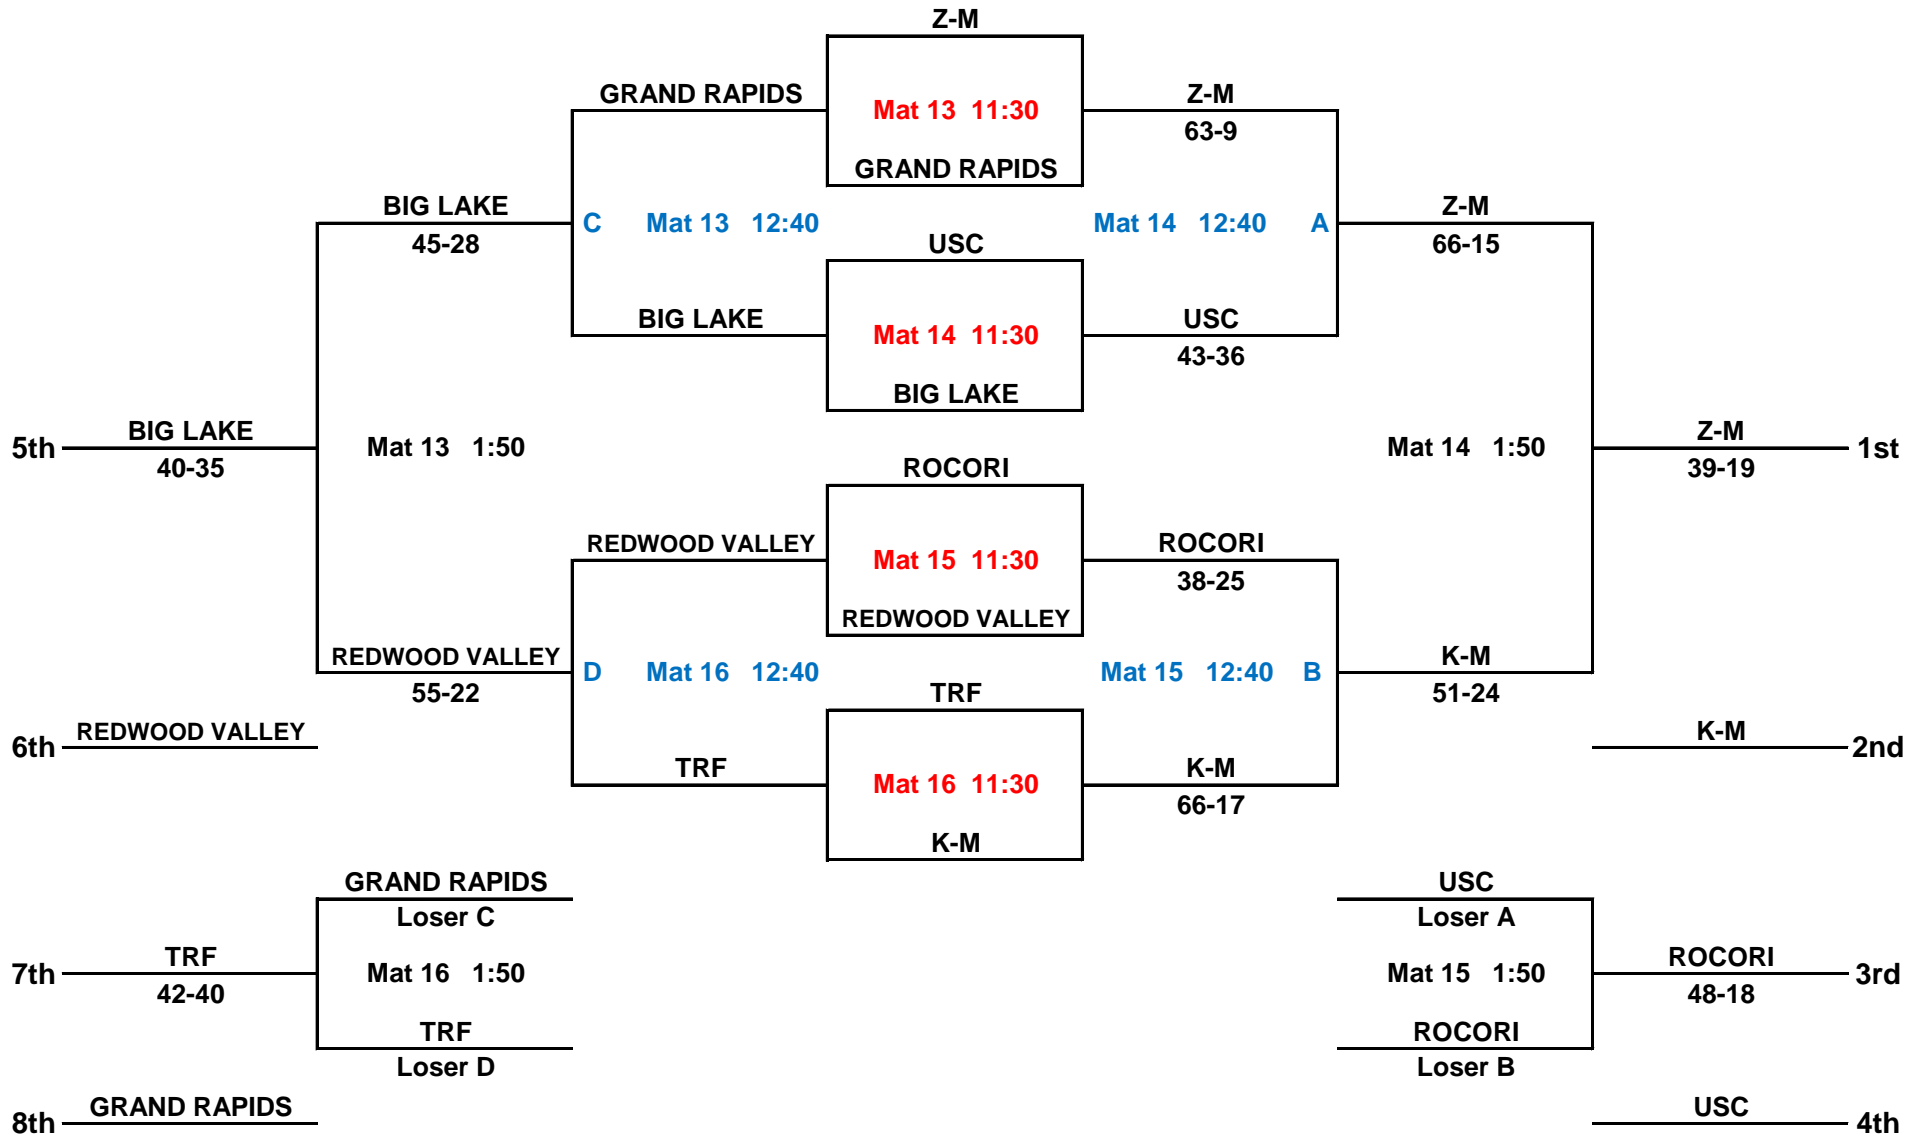 Z-M
GRAND RAPIDS
Mat 13 11:30
Z-M
63-9
GRAND RAPIDS
BIG LAKE
45-28
C Mat 13 12:40
Mat 14 12:40 A
Z-M
66-15
USC
BIG LAKE
Mat 14 11:30
USC
43-36
BIG LAKE
5th
BIG LAKE
40-35
Mat 13 1:50
Mat 14 1:50
Z-M
39-19
1st
ROCORI
REDWOOD VALLEY
Mat 15 11:30
ROCORI
38-25
REDWOOD VALLEY
REDWOOD VALLEY
55-22
D Mat 16 12:40
Mat 15 12:40 B
K-M
51-24
TRF
6th REDWOOD VALLEY
K-M 2nd
TRF
Mat 16 11:30
K-M
66-17
K-M
GRAND RAPIDS
Loser C
USC
Loser A
7th
TRF
42-40
Mat 16 1:50
Mat 15 1:50
ROCORI
48-18
3rd
TRF
Loser D
ROCORI
Loser B
8th GRAND RAPIDS
USC 4th